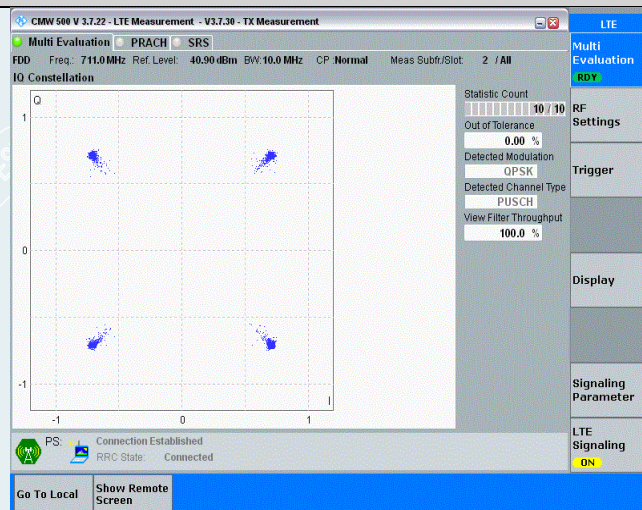 CMW 500 V 3.7.22 - LTE Measurement - V3.7.30 - TX Measurement
LTE
Multi Evaluation PRACH SRS
Multi
Evaluation
RDY
FDD Freq.: 711.0 MHz Ref. Level: 40.90 dBm BW: 10.0 MHz CP :Normal Meas Subfr./Slot: 2 / All
IQ Constellation
Q
1
0
-1
-1 0 1
I
Statistic Count
10 / 10
Out of Tolerance
0.00 %
Detected Modulation
QPSK
Detected Channel Type
PUSCH
View Filter Throughput
100.0 %
RF
Settings
Trigger
Display
Signaling
Parameter
LTE
Signaling
ON
PS: Connection Established
RRC State: Connected
Go To Local
Show Remote
Screen